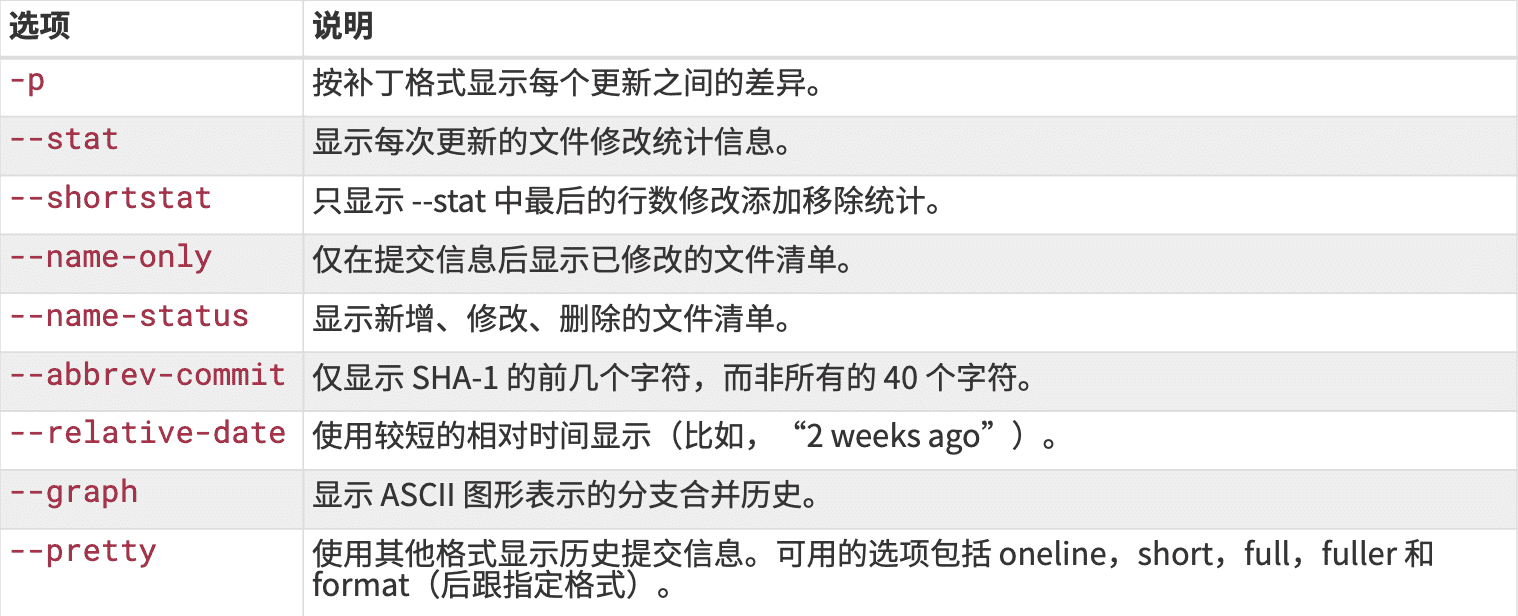 选项 说明
-p 按补丁格式显示每个更新之间的差异。
--stat 显示每次更新的文件修改统计信息。
--shortstat 只显示 --stat 中最后的行数修改添加移除统计。
--name-only 仅在提交信息后显示已修改的文件清单。
--name-status 显示新增、修改、删除的文件清单。
--abbrev-commit 仅显示 SHA-1 的前几个字符，而非所有的 40 个字符。
--relative-date 使用较短的相对时间显示（比如，“2 weeks ago”）。
--graph 显示 ASCII 图形表示的分支合并历史。
--pretty 使用其他格式显示历史提交信息。可用的选项包括 oneline，short，full，fuller 和
format（后跟指定格式）。